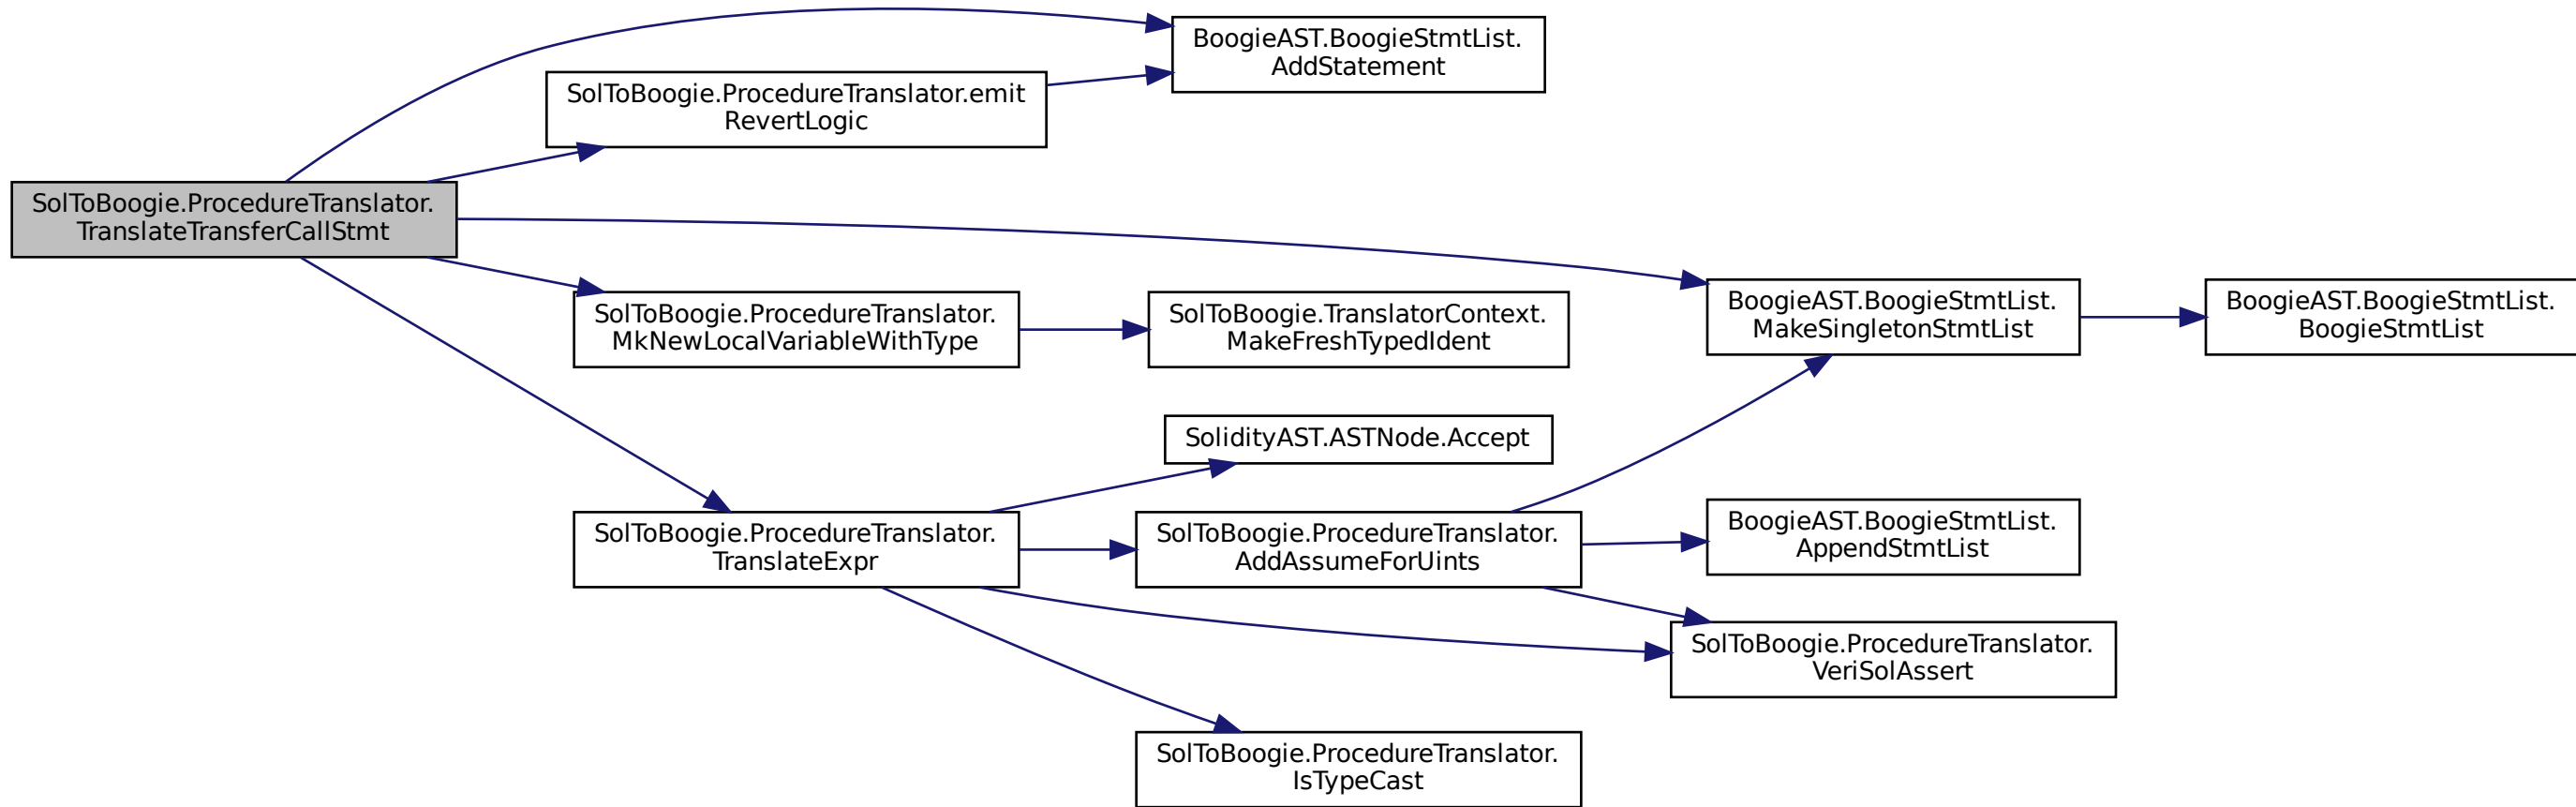 BoogieAST.BoogieStmtList.
AddStatement
SolToBoogie.ProcedureTranslator.emit
RevertLogic
SolToBoogie.ProcedureTranslator.
TranslateTransferCallStmt
BoogieAST.BoogieStmtList.
MakeSingletonStmtList
BoogieAST.BoogieStmtList.
BoogieStmtList
SolToBoogie.ProcedureTranslator.
MkNewLocalVariableWithType
SolToBoogie.TranslatorContext.
MakeFreshTypedIdent
SolidityAST.ASTNode.Accept
SolToBoogie.ProcedureTranslator.
TranslateExpr
SolToBoogie.ProcedureTranslator.
AddAssumeForUints
BoogieAST.BoogieStmtList.
AppendStmtList
SolToBoogie.ProcedureTranslator.
VeriSolAssert
SolToBoogie.ProcedureTranslator.
IsTypeCast